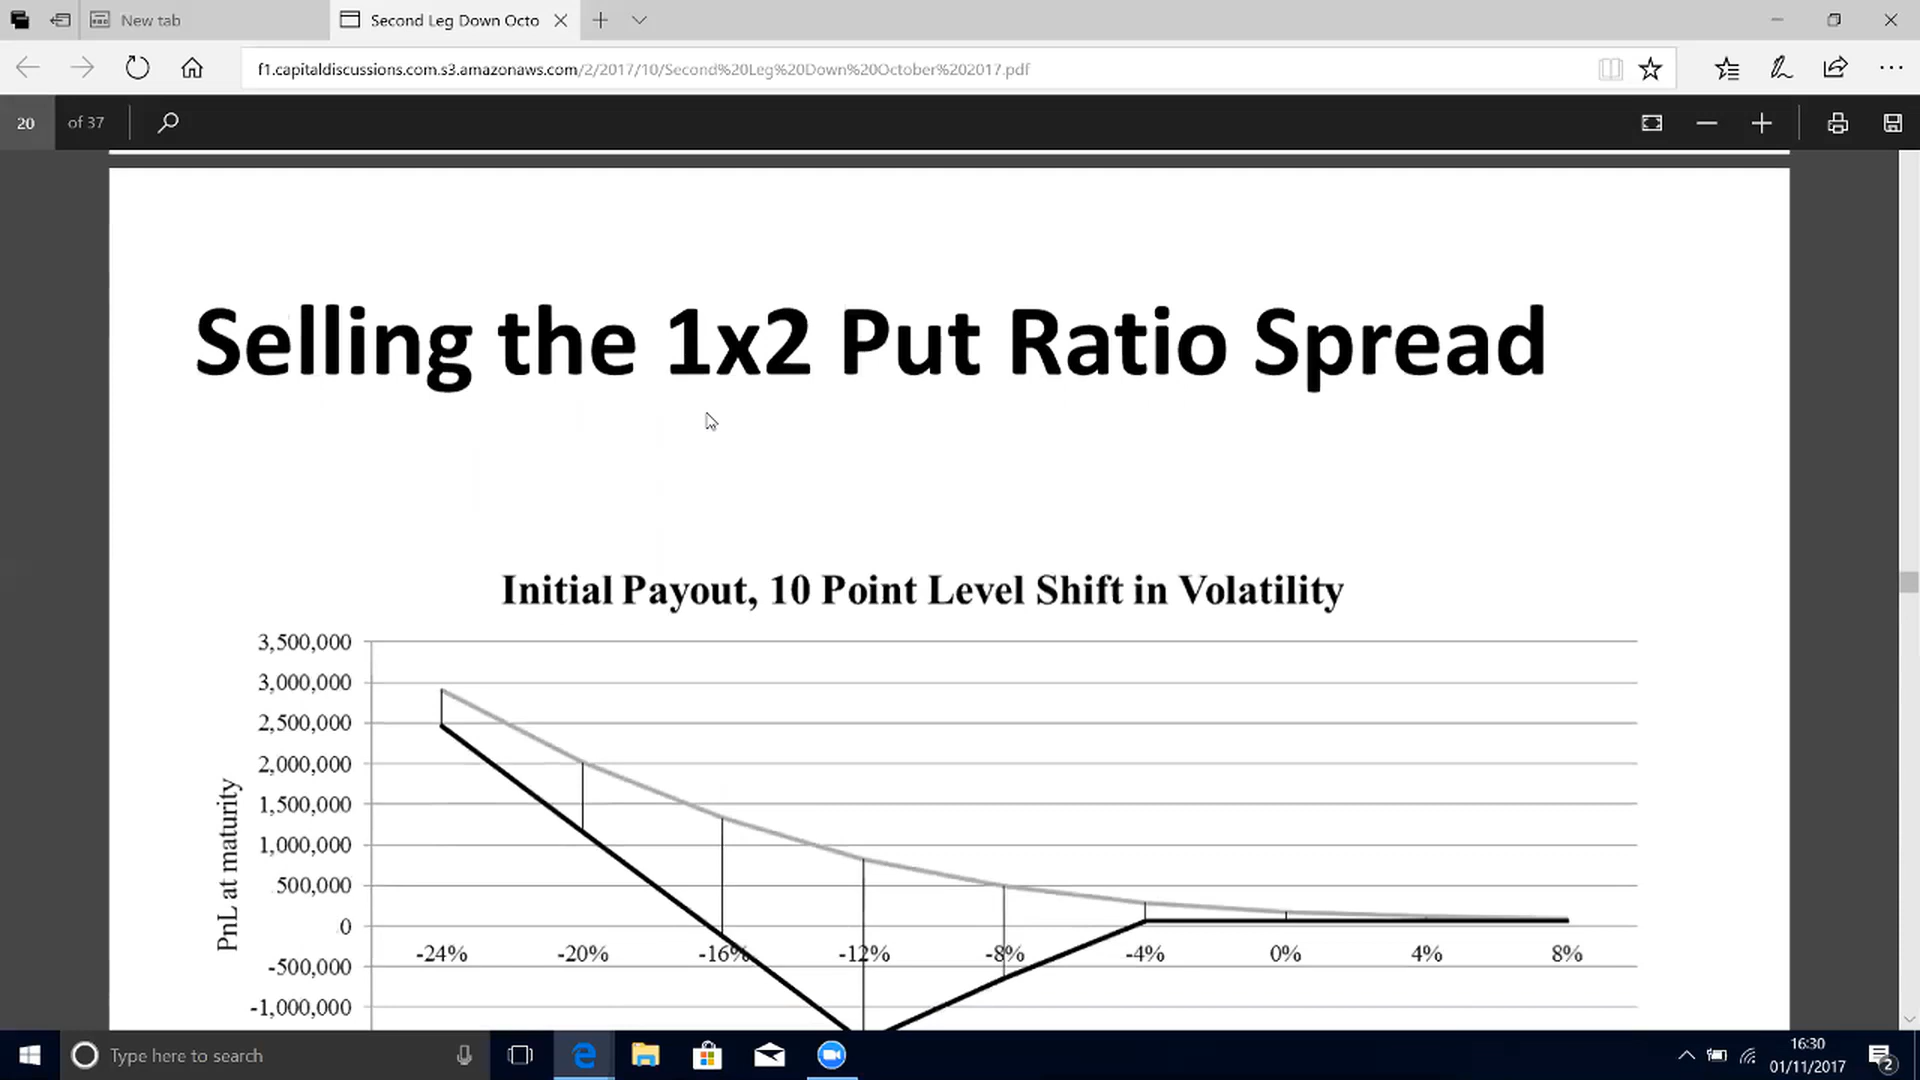 New tab
Second Leg Down Octo
f1.capitaldiscussions.com.s3.amazonaws.com/2/2017/10/Second%20Leg%20Down%20October%202017.pdf
20 of 37
Selling the 1x2 Put Ratio Spread
Initial Payout, 10 Point Level Shift in Volatility
3,500,000
3,000,000
2,500,000
2,000,000
1,500,000
1,000,000
500,000
0
-500,000
-1,000,000
PnL at maturity
-24% -20% -16% -12% -8% -4% 0% 4% 8%
Type here to search
16:30
01/11/2017
2